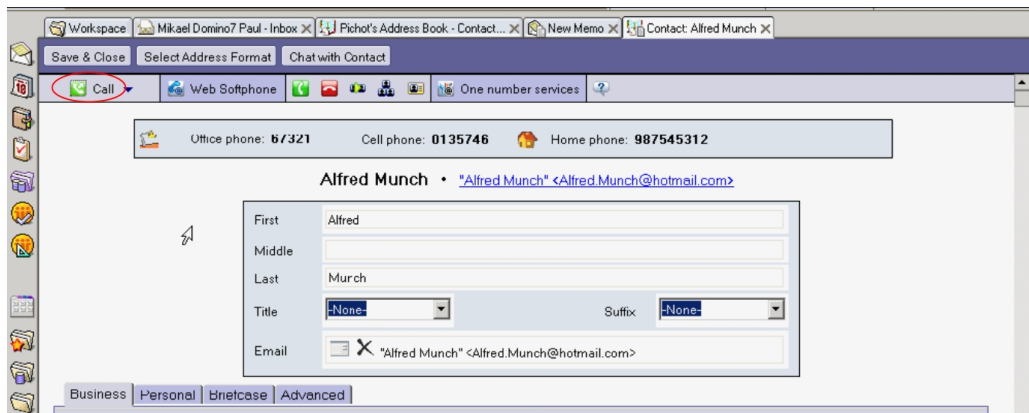 Workspace Mikael Domino7 Paul - Inbox Pichot's Address Book - Contact... New Memo Contact: Alfred Munch
Save & Close Select Address Format Chat with Contact
Call Web Softphone One number services
Office phone: 67321 Cell phone: 0135746 Home phone: 987545312
Alfred Munch • "Alfred Munch" <Alfred.Munch@hotmail.com>
First Alfred
Middle
Last Murch
Title -None- Suffix -None-
Email "Alfred Munch" <Alfred.Munch@hotmail.com>
Business Personal Briefcase Advanced